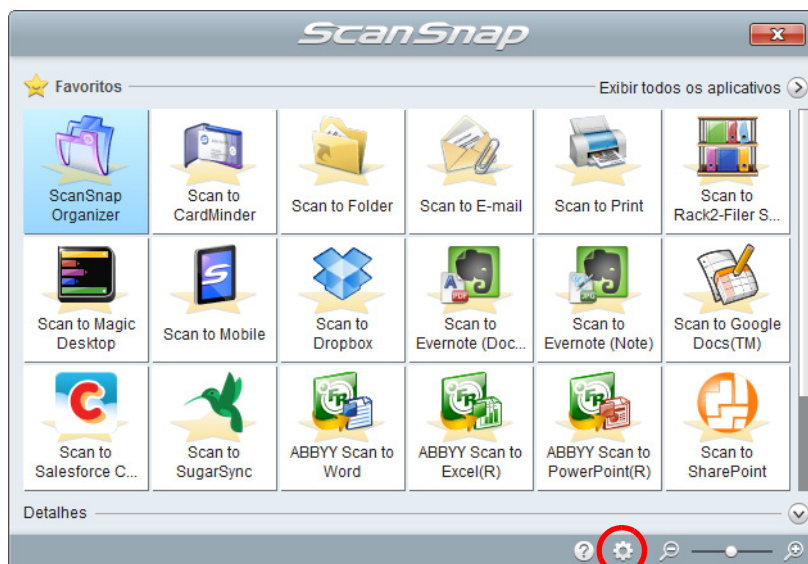 ScanSnap
Favoritos
Exibir todos os aplicativos
ScanSnap
Organizer
Scan to
CardMinder
Scan to Folder
Scan to E-mail
Scan to Print
Scan to
Rack2-Filer S...
Scan to Magic
Desktop
Scan to Mobile
Scan to
Dropbox
Scan to
Evernote (Doc...
Scan to
Evernote (Note)
Scan to Google
Docs(TM)
Scan to
Salesforce C...
Scan to
SugarSync
ABBYY Scan to
Word
ABBYY Scan to
Excel(R)
ABBYY Scan to
PowerPoint(R)
Scan to
SharePoint
Detalhes